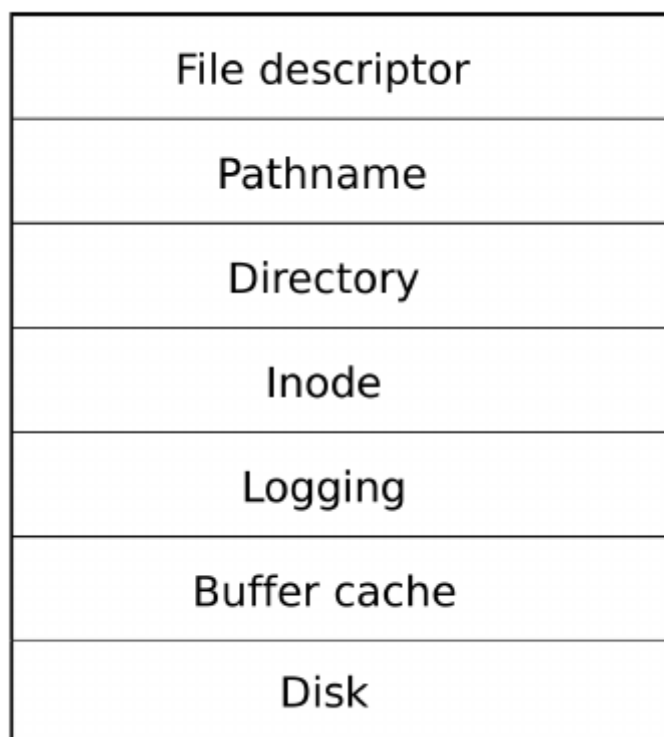 File descriptor
Pathname
Directory
Inode
Logging
Buffer cache
Disk